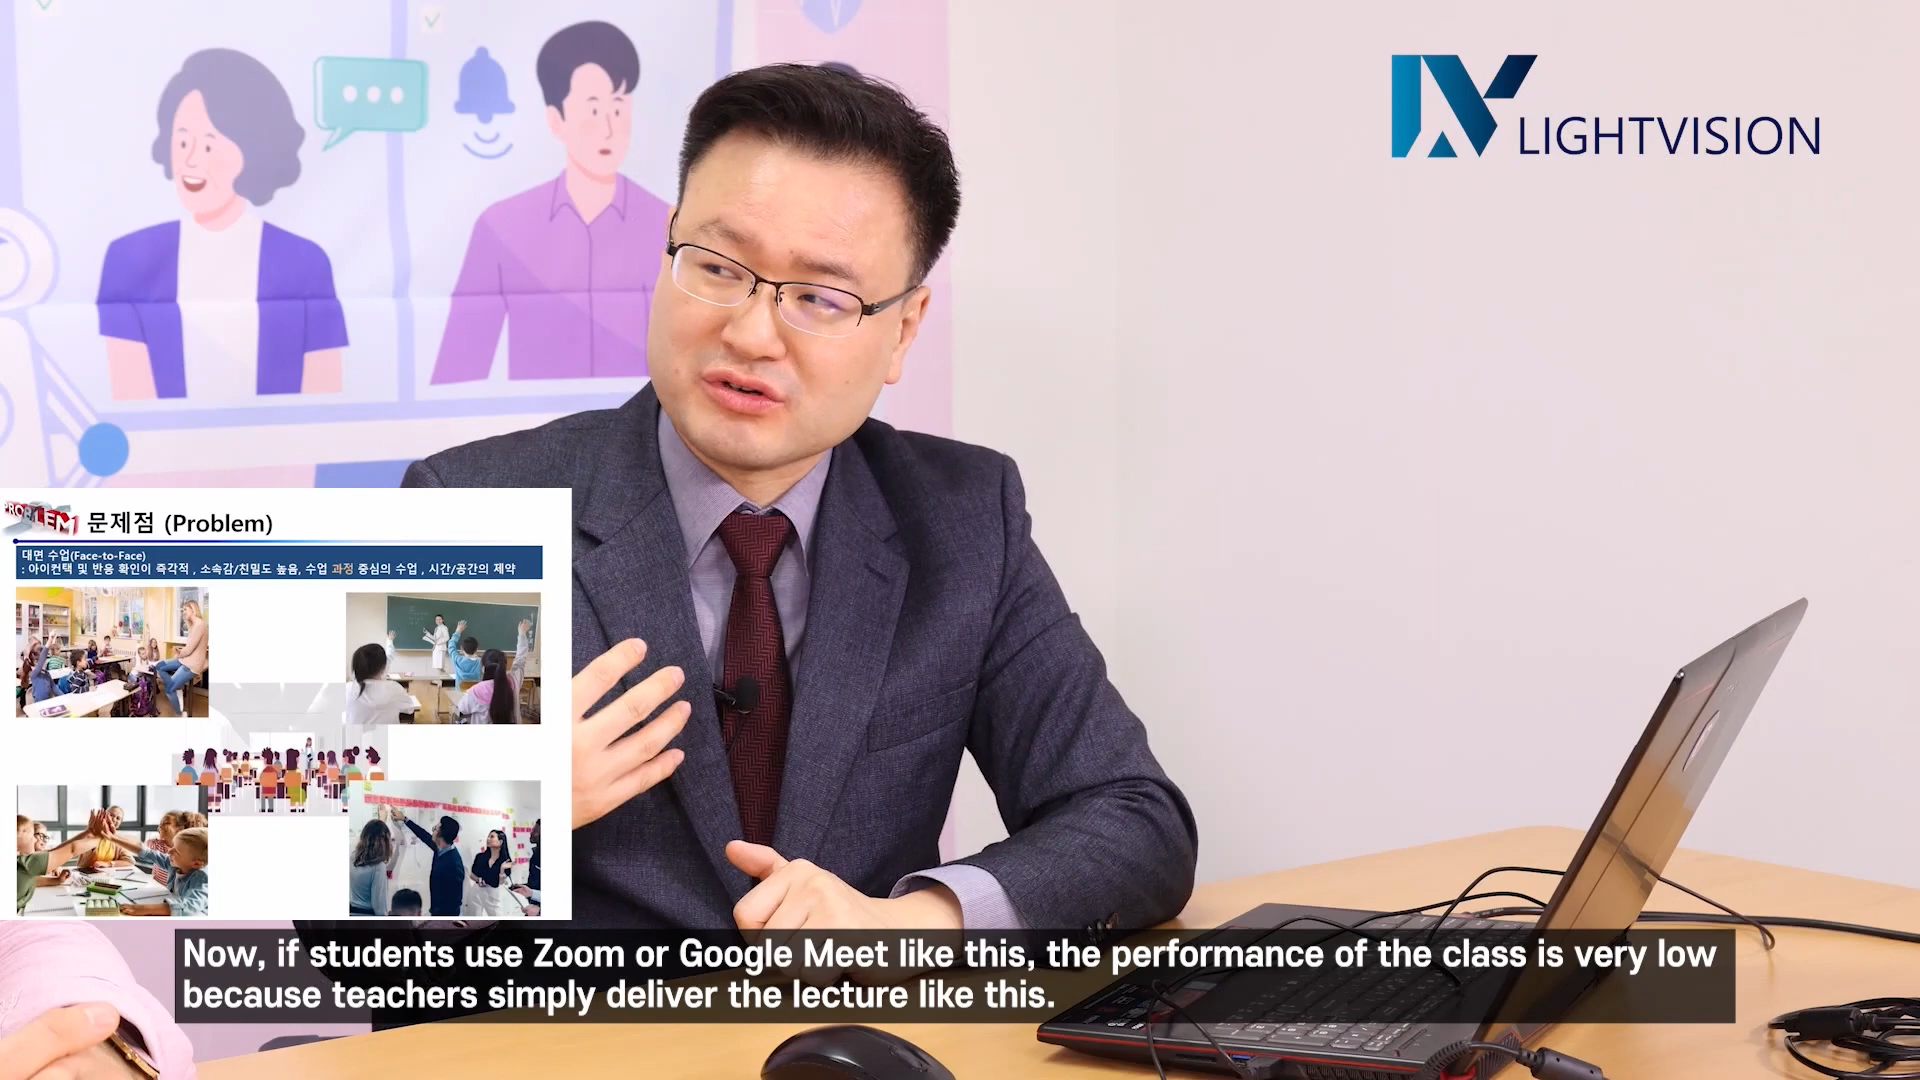 LIGHTVISION
PROBLEM
문제점 (Problem)
대면 수업(Face-to-Face)
: 아이컨택 및 반응 확인이 즉각적 , 소속감/친밀도 높음, 수업 과정 중심의 수업 , 시간/공간의 제약
Now, if students use Zoom or Google Meet like this, the performance of the class is very low
because teachers simply deliver the lecture like this.